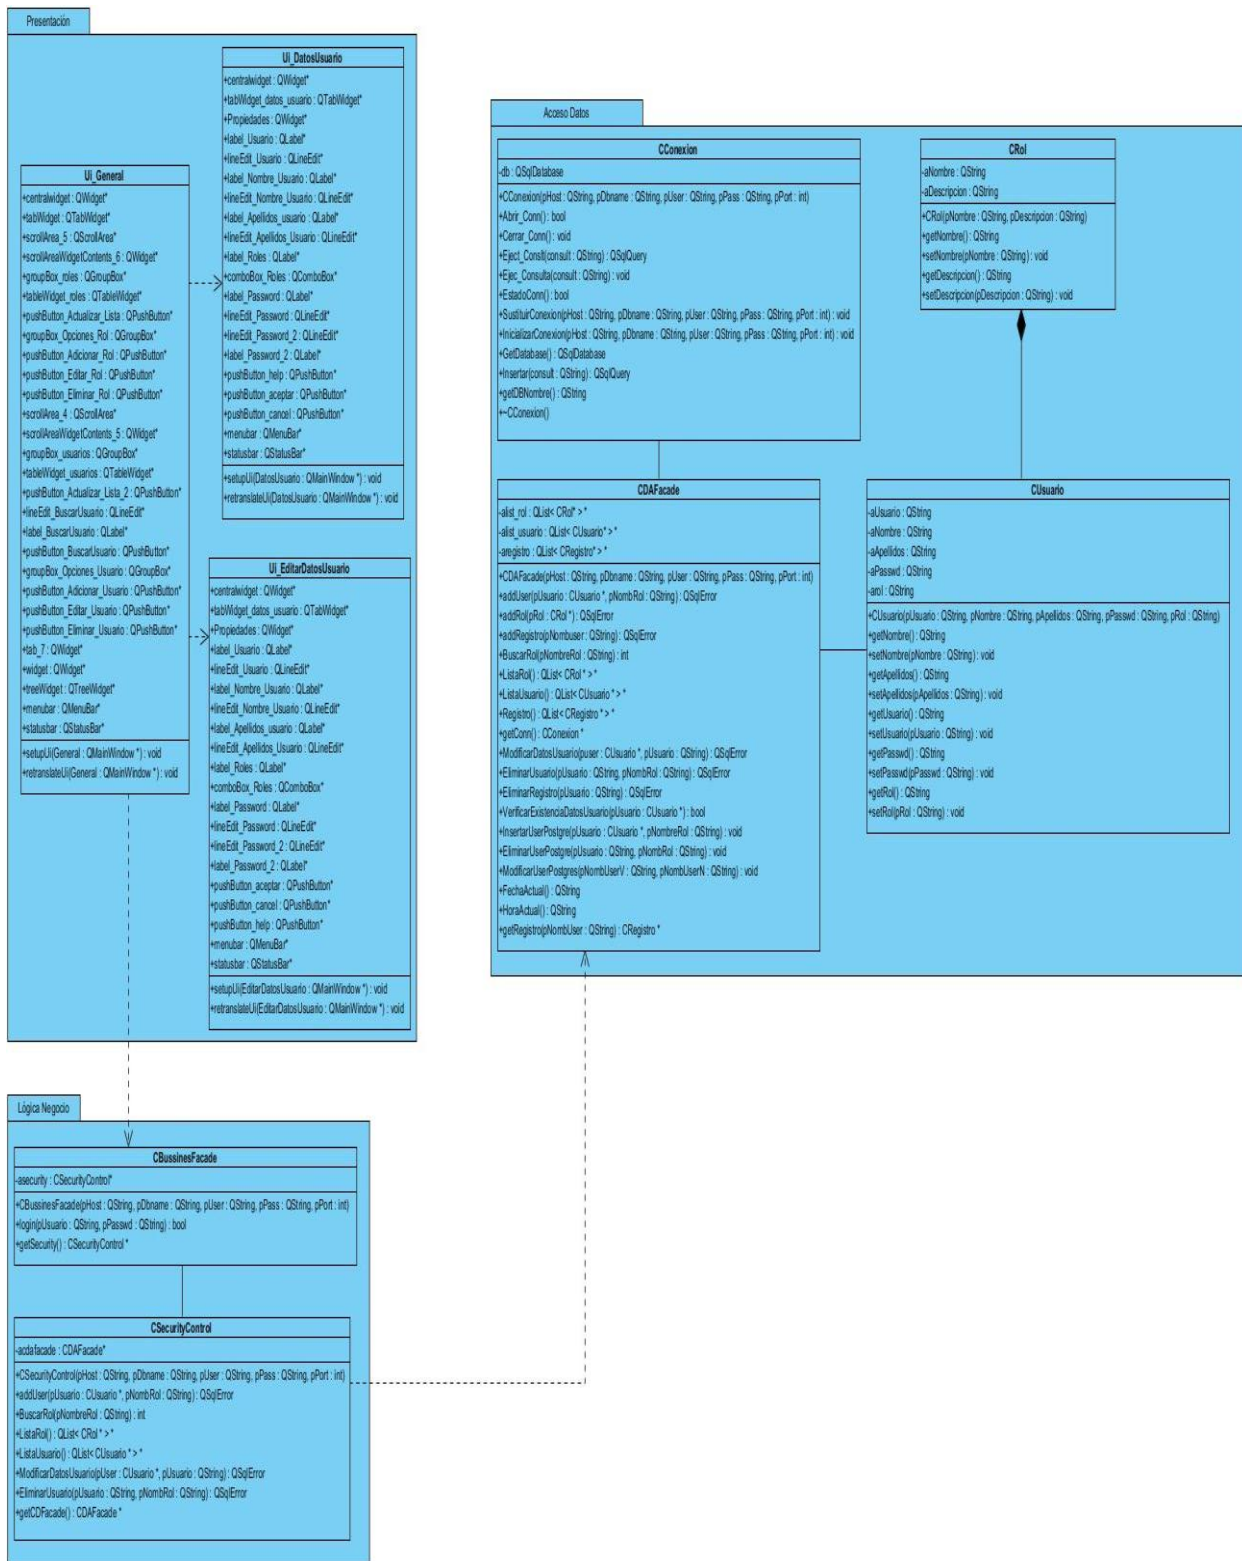 Presentación
Ui_DatosUsuario
+centralwidget : QWidget*
+tabWidget_datos_usuario : QTabWidget*
+Propiedades : QWidget*
+label_Usuario : QLabel*
+lineEdit_Usuario : QLineEdit*
+label_Nombre_Usuario : QLabel*
+lineEdit_Nombre_Usuario : QLineEdit*
+label_Apellidos_usuario : QLabel*
+lineEdit_Apellidos_Usuario : QLineEdit*
+label_Roles : QLabel*
+comboBox_Roles : QComboBox*
+label_Password : QLabel*
+lineEdit_Password : QLineEdit*
+lineEdit_Password_2 : QLineEdit*
+label_Password_2 : QLabel*
+pushButton_help : QPushButton*
+pushButton_aceptar : QPushButton*
+pushButton_cancel : QPushButton*
+menubar : QMenuBar*
+statusbar : QStatusBar*
+setupUi(DatosUsuario : QMainWindow *) : void
+retranslateUi(DatosUsuario : QMainWindow *) : void
Ui_General
+centralwidget : QWidget*
+tabWidget : QTabWidget*
+scrollArea_5 : QScrollArea*
+scrollAreaWidgetContents_6 : QWidget*
+groupBox_roles : QGroupBox*
+tableWidget_roles : QTableWidget*
+pushButton_Actualizar_Lista : QPushButton*
+groupBox_Opciones_Rol : QGroupBox*
+pushButton_Adicionar_Rol : QPushButton*
+pushButton_Editar_Rol : QPushButton*
+pushButton_Eliminar_Rol : QPushButton*
+scrollArea_4 : QScrollArea*
+scrollAreaWidgetContents_5 : QWidget*
+groupBox_usuarios : QGroupBox*
+tableWidget_usuarios : QTableWidget*
+pushButton_Actualizar_Lista_2 : QPushButton*
+lineEdit_BuscarUsuario : QLineEdit*
+label_BuscarUsuario : QLabel*
+pushButton_BuscarUsuario : QPushButton*
+groupBox_Opciones_Usuario : QGroupBox*
+pushButton_Adicionar_Usuario : QPushButton*
+pushButton_Editar_Usuario : QPushButton*
+pushButton_Eliminar_Usuario : QPushButton*
+tab_7 : QWidget*
+widget : QWidget*
+treeWidget : QTreeWidget*
+menubar : QMenuBar*
+statusbar : QStatusBar*
+setupUi(General : QMainWindow *) : void
+retranslateUi(General : QMainWindow *) : void
Ui_EditarDatosUsuario
+centralwidget : QWidget*
+tabWidget_datos_usuario : QTabWidget*
+Propiedades : QWidget*
+label_Usuario : QLabel*
+lineEdit_Usuario : QLineEdit*
+label_Nombre_Usuario : QLabel*
+lineEdit_Nombre_Usuario : QLineEdit*
+label_Apellidos_usuario : QLabel*
+lineEdit_Apellidos_Usuario : QLineEdit*
+label_Roles : QLabel*
+comboBox_Roles : QComboBox*
+label_Password : QLabel*
+lineEdit_Password : QLineEdit*
+lineEdit_Password_2 : QLineEdit*
+label_Password_2 : QLabel*
+pushButton_aceptar : QPushButton*
+pushButton_cancel : QPushButton*
+pushButton_help : QPushButton*
+menubar : QMenuBar*
+statusbar : QStatusBar*
+setupUi(EditarDatosUsuario : QMainWindow *) : void
+retranslateUi(EditarDatosUsuario : QMainWindow *) : void
Acceso Datos
CConexion
-db : QSqlDatabase
+CConexion(pHost : QString, pDbname : QString, pUser : QString, pPass : QString, pPort : int)
+Abrir_Conn() : bool
+Cerrar_Conn() : void
+Eject_Conslt(consult : QString) : QSqlQuery
+Ejec_Consulta(consult : QString) : void
+EstadoConn() : bool
+SustituirConexion(pHost : QString, pDbname : QString, pUser : QString, pPass : QString, pPort : int) : void
+InicializarConexion(pHost : QString, pDbname : QString, pUser : QString, pPass : QString, pPort : int) : void
+GetDatabase() : QSqlDatabase
+Insertar(consult : QString) : QSqlQuery
+getDBNombre() : QString
+~CConexion()
CRol
-aNombre : QString
-aDescripcion : QString
+CRol(pNombre : QString, pDescripcion : QString)
+getNombre() : QString
+setNombre(pNombre : QString) : void
+getDescripcion() : QString
+setDescripcion(pDescripcion : QString) : void
CDAFacade
-alist_rol : QList< CRol* > *
-alist_usuario : QList< CUsuario* > *
-aregistro : QList< CRegistro* > *
+CDAFacade(pHost : QString, pDbname : QString, pUser : QString, pPass : QString, pPort : int)
+addUser(pUsuario : CUsuario *, pNombRol : QString) : QSqlError
+addRol(pRol : CRol *) : QSqlError
+addRegistro(pNombuser : QString) : QSqlError
+BuscarRol(pNombreRol : QString) : int
+ListaRol() : QList< CRol * > *
+ListaUsuario() : QList< CUsuario * > *
+Registro() : QList< CRegistro * > *
+getConn() : CConexion *
+ModificarDatosUsuario(puser : CUsuario *, pUsuario : QString) : QSqlError
+EliminarUsuario(pUsuario : QString, pNombRol : QString) : QSqlError
+EliminarRegistro(pUsuario : QString) : QSqlError
+VerificarExistenciaDatosUsuario(pUsuario : CUsuario *) : bool
+InsertarUserPostgre(pUsuario : CUsuario *, pNombreRol : QString) : void
+EliminarUserPostgre(pUsuario : QString, pNombRol : QString) : void
+ModificarUserPostgres(pNombUserV : QString, pNombUserN : QString) : void
+FechaActual() : QString
+HoraActual() : QString
+getRegistro(pNombUser : QString) : CRegistro *
CUsuario
-aUsuario : QString
-aNombre : QString
-aApellidos : QString
-aPasswd : QString
-arol : QString
+CUsuario(pUsuario : QString, pNombre : QString, pApellidos : QString, pPasswd : QString, pRol : QString)
+getNombre() : QString
+setNombre(pNombre : QString) : void
+getApellidos() : QString
+setApellidos(pApellidos : QString) : void
+getUsuario() : QString
+setUsuario(pUsuario : QString) : void
+getPasswd() : QString
+setPasswd(pPasswd : QString) : void
+getRol() : QString
+setRol(pRol : QString) : void
Lógica Negocio
CBussinesFacade
-asecurity : CSecurityControl*
+CBussinesFacade(pHost : QString, pDbname : QString, pUser : QString, pPass : QString, pPort : int)
+login(pUsuario : QString, pPasswd : QString) : bool
+getSecurity() : CSecurityControl *
CSecurityControl
-acdafacade : CDAFacade*
+CSecurityControl(pHost : QString, pDbname : QString, pUser : QString, pPass : QString, pPort : int)
+addUser(pUsuario : CUsuario *, pNombRol : QString) : QSqlError
+BuscarRol(pNombreRol : QString) : int
+ListaRol() : QList< CRol * > *
+ListaUsuario() : QList< CUsuario * > *
+ModificarDatosUsuario(pUser : CUsuario *, pUsuario : QString) : QSqlError
+EliminarUsuario(pUsuario : QString, pNombRol : QString) : QSqlError
+getCDFacade() : CDAFacade *